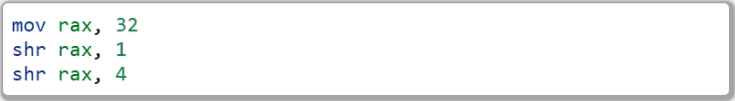 mov rax, 32
shr rax, 1
shr rax, 4